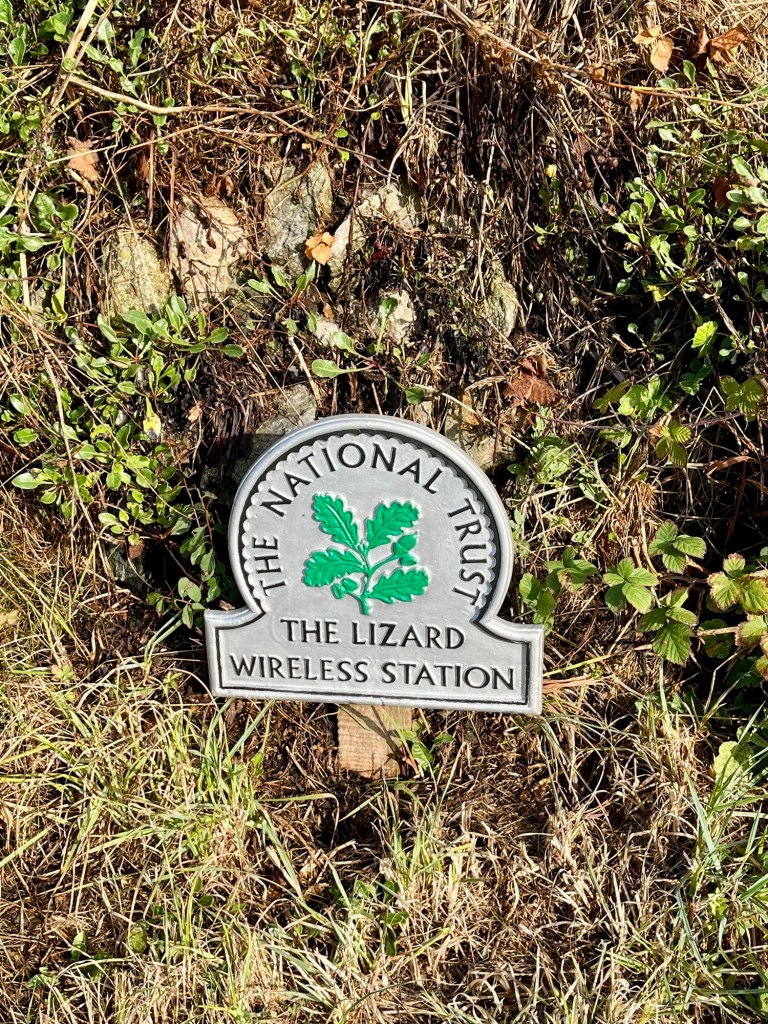 THE NATIONAL TRUST
THE LIZARD
WIRELESS STATION